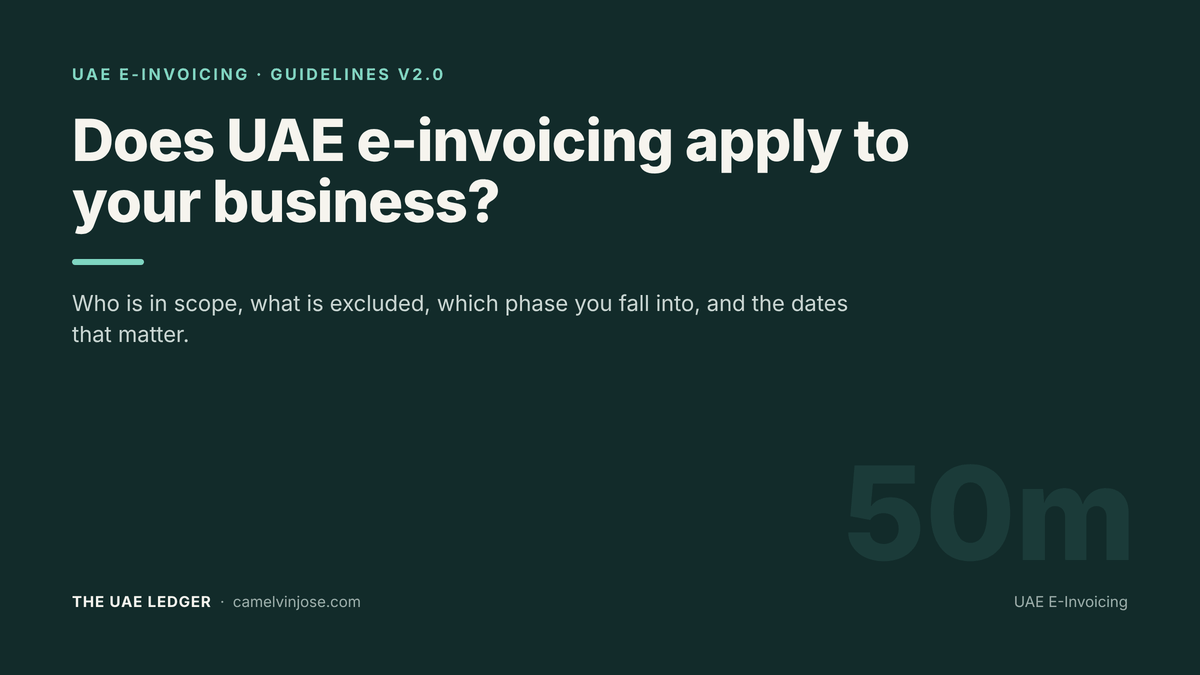 UAE E-INVOICING · GUIDELINES V2.0
Does UAE e-invoicing apply to
your business?
Who is in scope, what is excluded, which phase you fall into, and the dates
that matter.
50m
THE UAE LEDGER · camelvinjose.com
UAE E-Invoicing